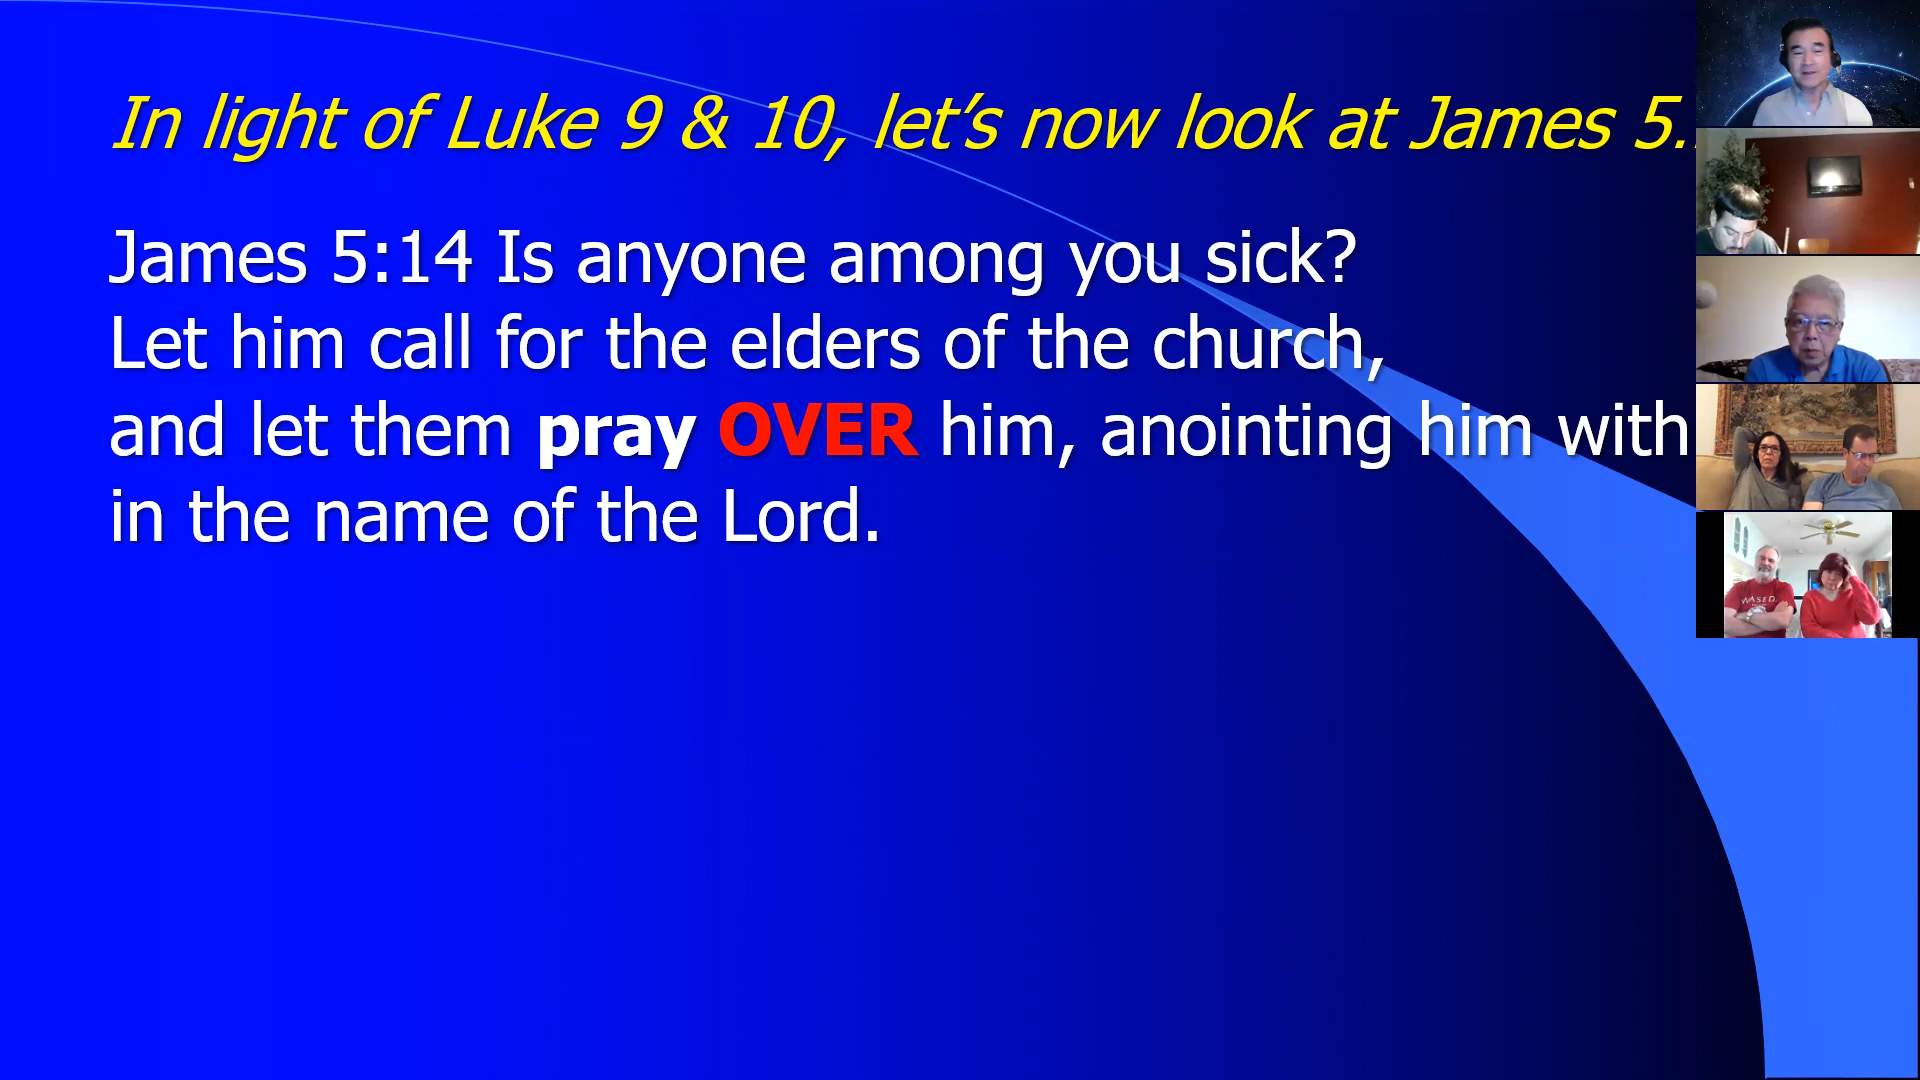 In light of Luke 9 & 10, let's now look at James 5.
James 5:14 Is anyone among you sick?
Let him call for the elders of the church,
and let them pray OVER him, anointing him with
in the name of the Lord.
WASED